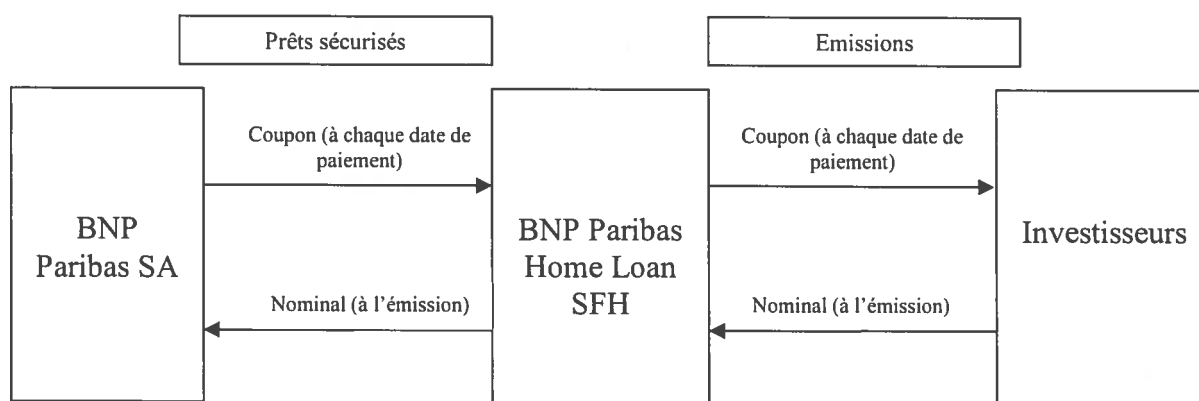 Prêts sécurisés
Emissions
Coupon (à chaque date de
paiement)
Coupon (à chaque date de
paiement)
BNP
Paribas SA
BNP Paribas
Home Loan
SFH
Investisseurs
Nominal (à l'émission)
Nominal (à l'émission)